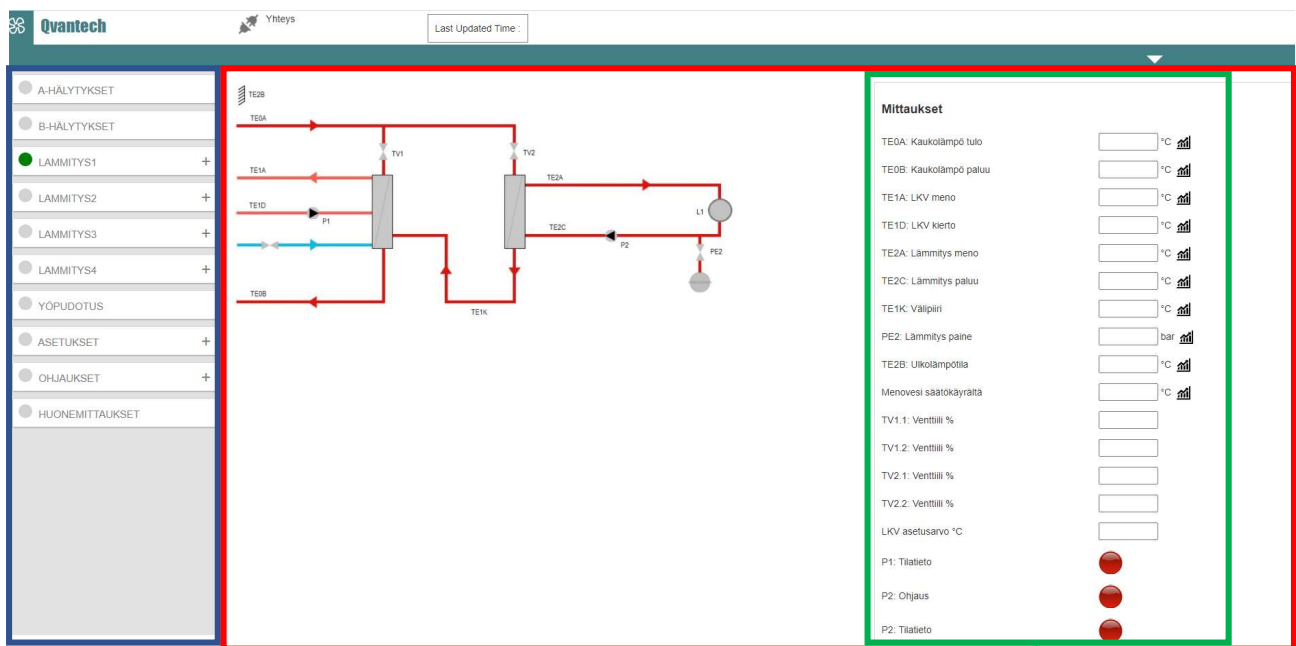 Qvantech
Yhteys
Last Updated Time :
A-HÄLYTYKSET
B-HÄLYTYKSET
LAMMITYS1 +
LAMMITYS2 +
LAMMITYS3 +
LAMMITYS4 +
YÖPUDOTUS
ASETUKSET +
OHJAUKSET +
HUONEMITTAUKSET
TE2B
TE0A
TV1
TV2
TE1A
TE2A
TE1D
P1
L1
TE2C
P2
PE2
TE0B
TE1K
Mittaukset
TE0A: Kaukolämpö tulo °C
TE0B: Kaukolämpö paluu °C
TE1A: LKV meno °C
TE1D: LKV kierto °C
TE2A: Lämmitys meno °C
TE2C: Lämmitys paluu °C
TE1K: Välipiiri °C
PE2: Lämmitys paine bar
TE2B: Ulkolämpötila °C
Menovesi säätökäyrältä °C
TV1.1: Venttiili %
TV1.2: Venttiili %
TV2.1: Venttiili %
TV2.2: Venttiili %
LKV asetusarvo °C
P1: Tilatieto
P2: Ohjaus
P2: Tilatieto